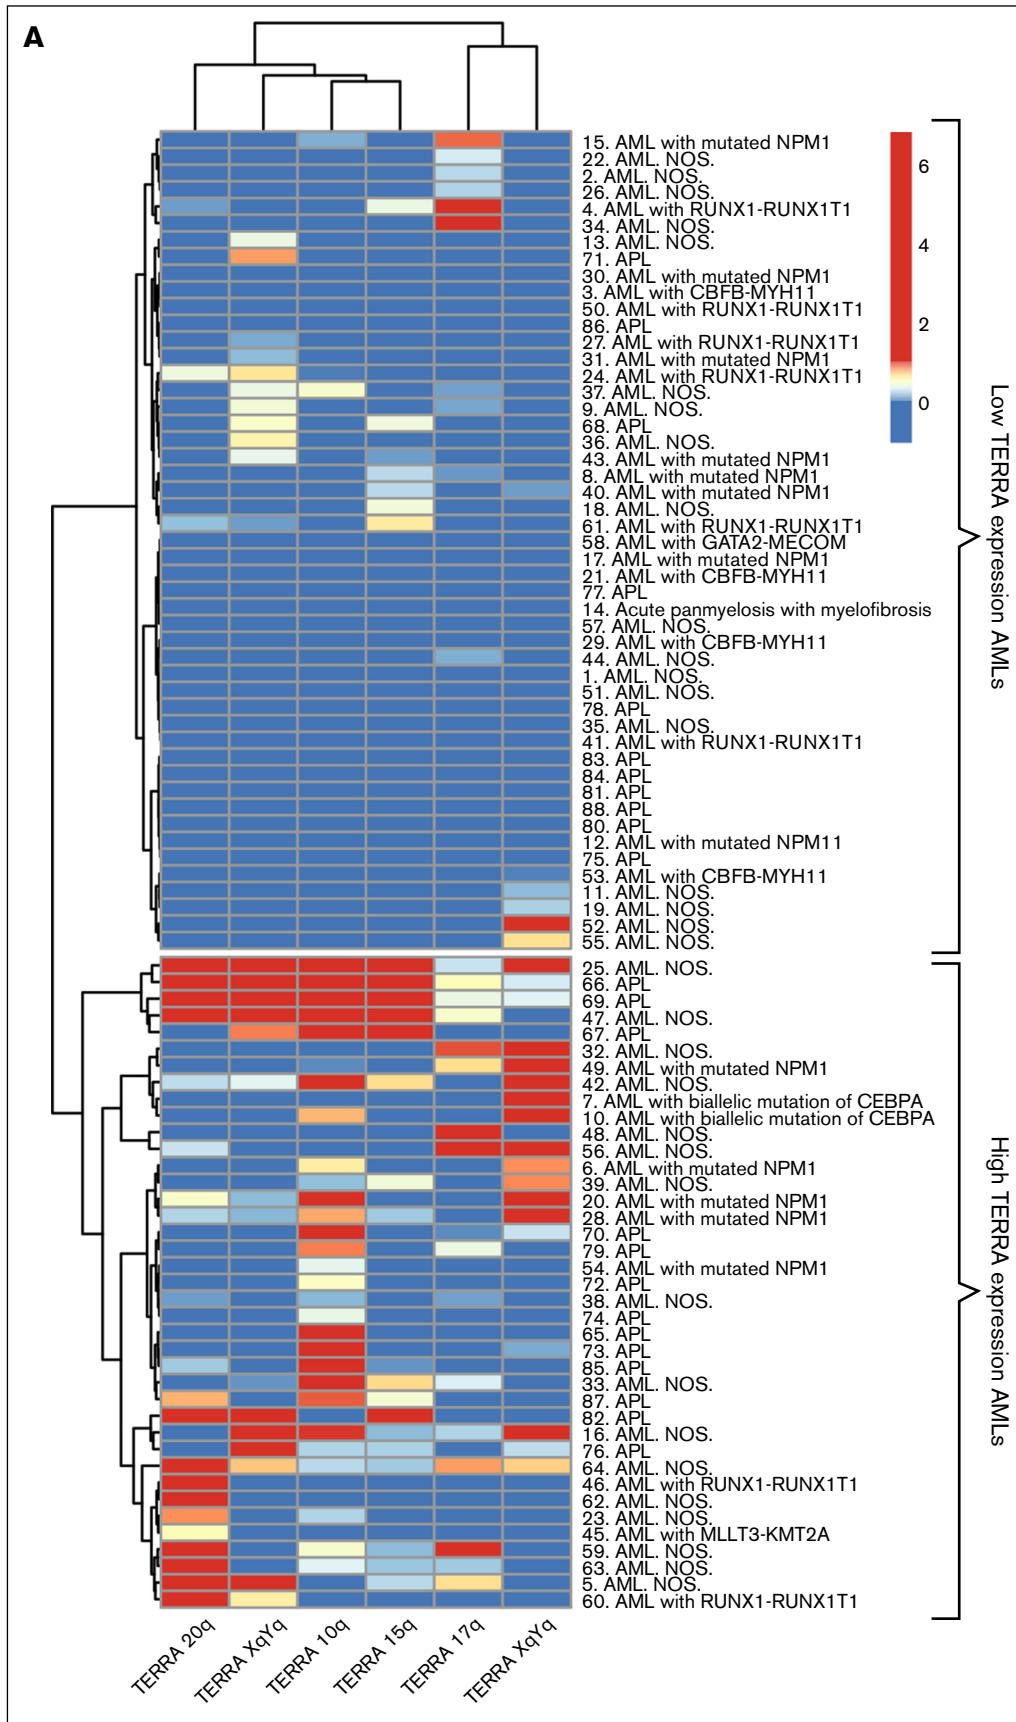 A
15. AML with mutated NPM1
22. AML. NOS.
2. AML. NOS.
26. AML. NOS.
4. AML with RUNX1-RUNX1T1
34. AML. NOS.
13. AML. NOS.
71. APL
30. AML with mutated NPM1
3. AML with CBFB-MYH11
50. AML with RUNX1-RUNX1T1
86. APL
27. AML with RUNX1-RUNX1T1
31. AML with mutated NPM1
24. AML with RUNX1-RUNX1T1
37. AML. NOS.
9. AML. NOS.
68. APL
36. AML. NOS.
43. AML with mutated NPM1
8. AML with mutated NPM1
40. AML with mutated NPM1
18. AML. NOS.
61. AML with RUNX1-RUNX1T1
58. AML with GATA2-MECOM
17. AML with mutated NPM1
21. AML with CBFB-MYH11
77. APL
14. Acute panmyelosis with myelofibrosis
57. AML. NOS.
29. AML with CBFB-MYH11
44. AML. NOS.
1. AML. NOS.
51. AML. NOS.
78. APL
35. AML. NOS.
41. AML with RUNX1-RUNX1T1
83. APL
84. APL
81. APL
88. APL
80. APL
12. AML with mutated NPM11
75. APL
53. AML with CBFB-MYH11
11. AML. NOS.
19. AML. NOS.
52. AML. NOS.
55. AML. NOS.
25. AML. NOS.
66. APL
69. APL
47. AML. NOS.
67. APL
32. AML. NOS.
49. AML with mutated NPM1
42. AML. NOS.
7. AML with biallelic mutation of CEBPA
10. AML with biallelic mutation of CEBPA
48. AML. NOS.
56. AML. NOS.
6. AML with mutated NPM1
39. AML. NOS.
20. AML with mutated NPM1
28. AML with mutated NPM1
70. APL
79. APL
54. AML with mutated NPM1
72. APL
38. AML. NOS.
74. APL
65. APL
73. APL
85. APL
33. AML. NOS.
87. APL
82. APL
16. AML. NOS.
76. APL
64. AML. NOS.
46. AML with RUNX1-RUNX1T1
62. AML. NOS.
23. AML. NOS.
45. AML with MLLT3-KMT2A
59. AML. NOS.
63. AML. NOS.
5. AML. NOS.
60. AML with RUNX1-RUNX1T1
6
4
2
0
Low TERRA expression AMLs
High TERRA expression AMLs
TERRA 20q
TERRA XqYq
TERRA 10q
TERRA 15q
TERRA 17q
TERRA XqYq